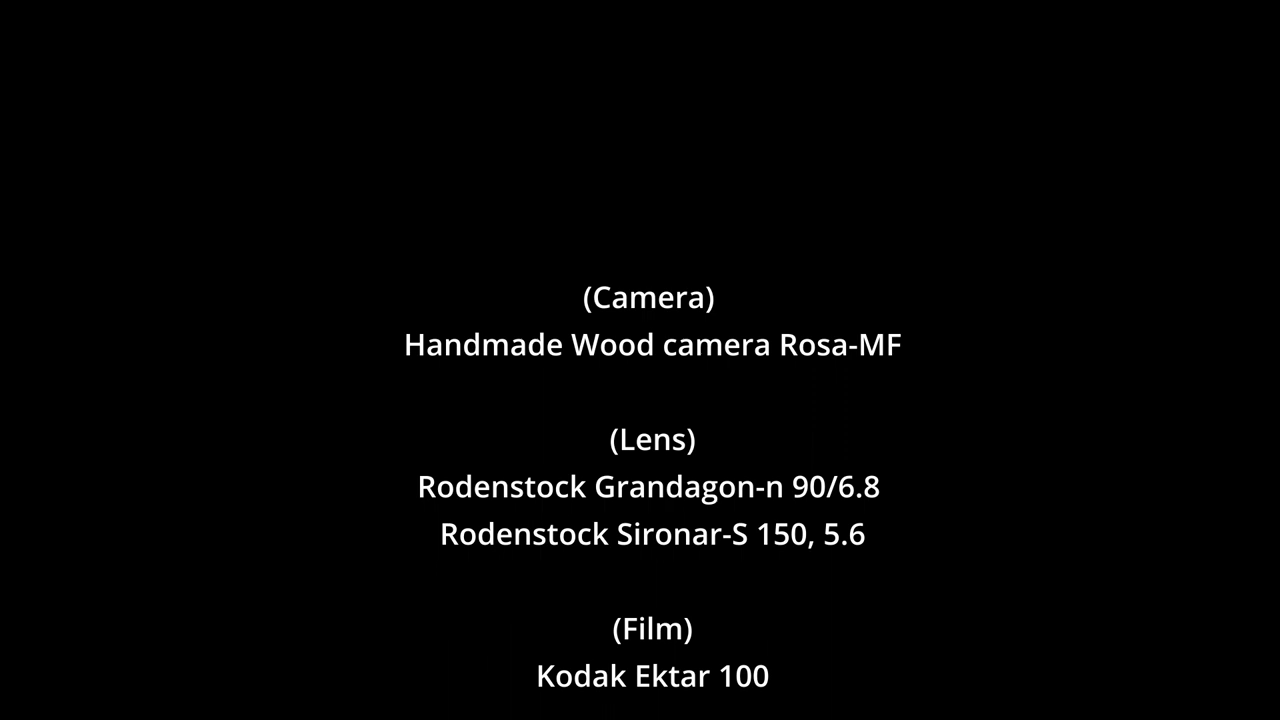 (Camera)
Handmade Wood camera Rosa-MF
(Lens)
Rodenstock Grandagon-n 90/6.8
Rodenstock Sironar-S 150, 5.6
(Film)
Kodak Ektar 100